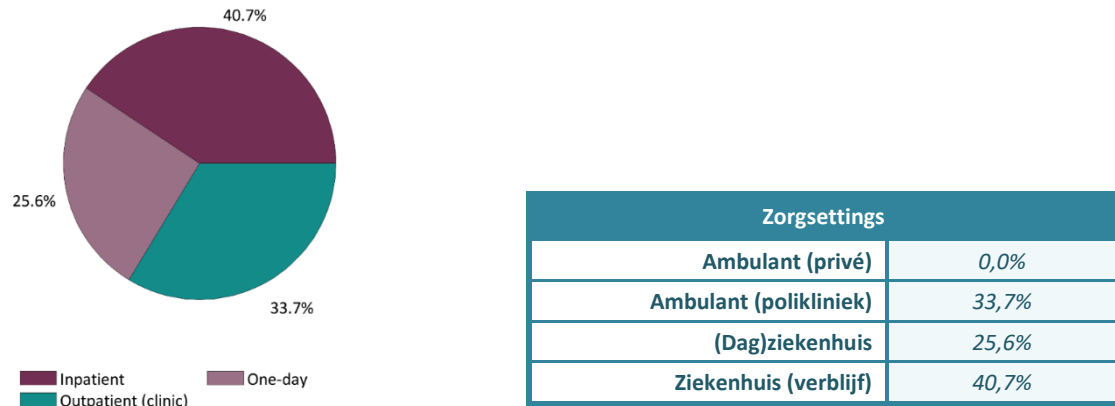 40.7%
25.6%
33.7%
Inpatient One-day
Outpatient (clinic)
Zorgsettings
Ambulant (privé) 0,0%
Ambulant (polikliniek) 33,7%
(Dag)ziekenhuis 25,6%
Ziekenhuis (verblijf) 40,7%